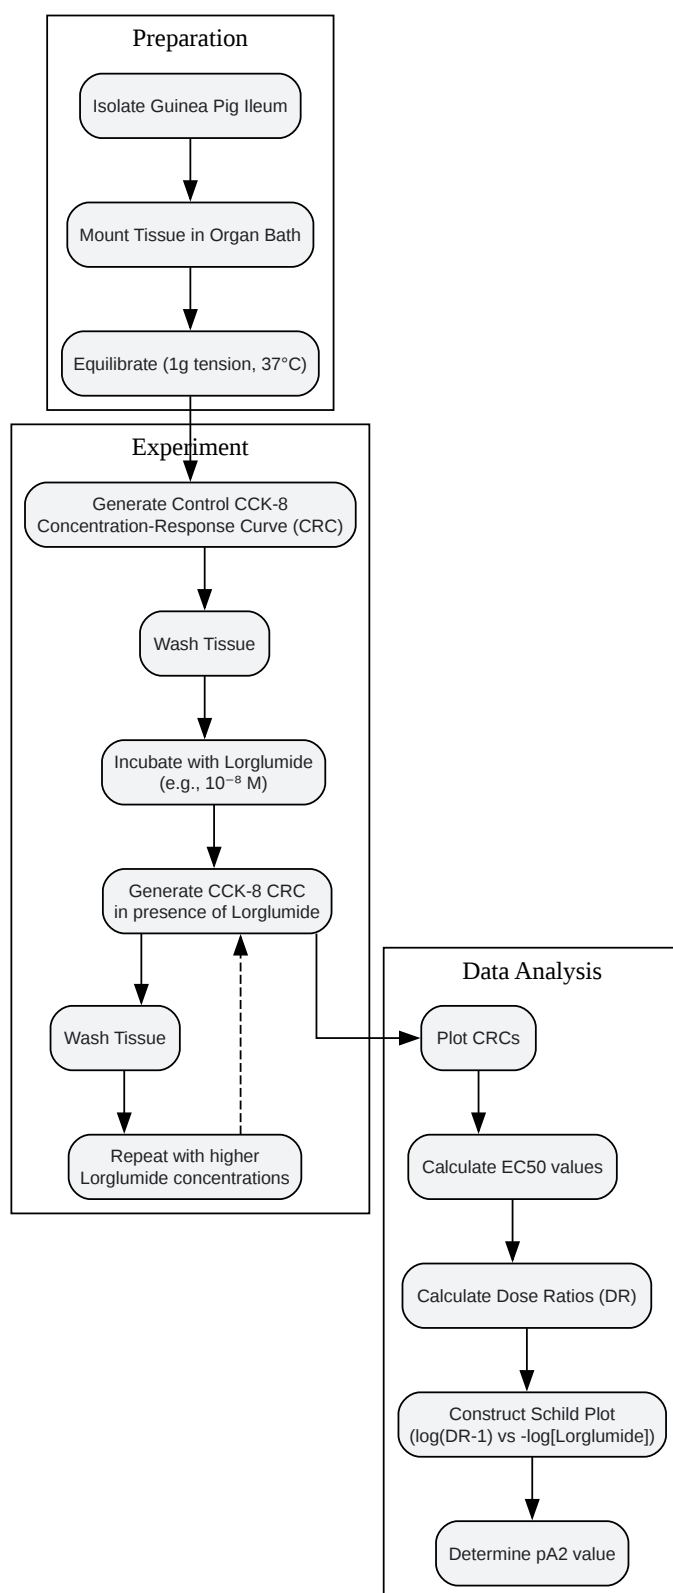 Preparation
Isolate Guinea Pig Ileum
Mount Tissue in Organ Bath
Equilibrate (1g tension, 37°C)
Experiment
Generate Control CCK-8
Concentration-Response Curve (CRC)
Wash Tissue
Incubate with Lorglumide
(e.g., 10⁻⁸ M)
Generate CCK-8 CRC
in presence of Lorglumide
Wash Tissue
Repeat with higher
Lorglumide concentrations
Data Analysis
Plot CRCs
Calculate EC50 values
Calculate Dose Ratios (DR)
Construct Schild Plot
(log(DR-1) vs -log[Lorglumide])
Determine pA2 value